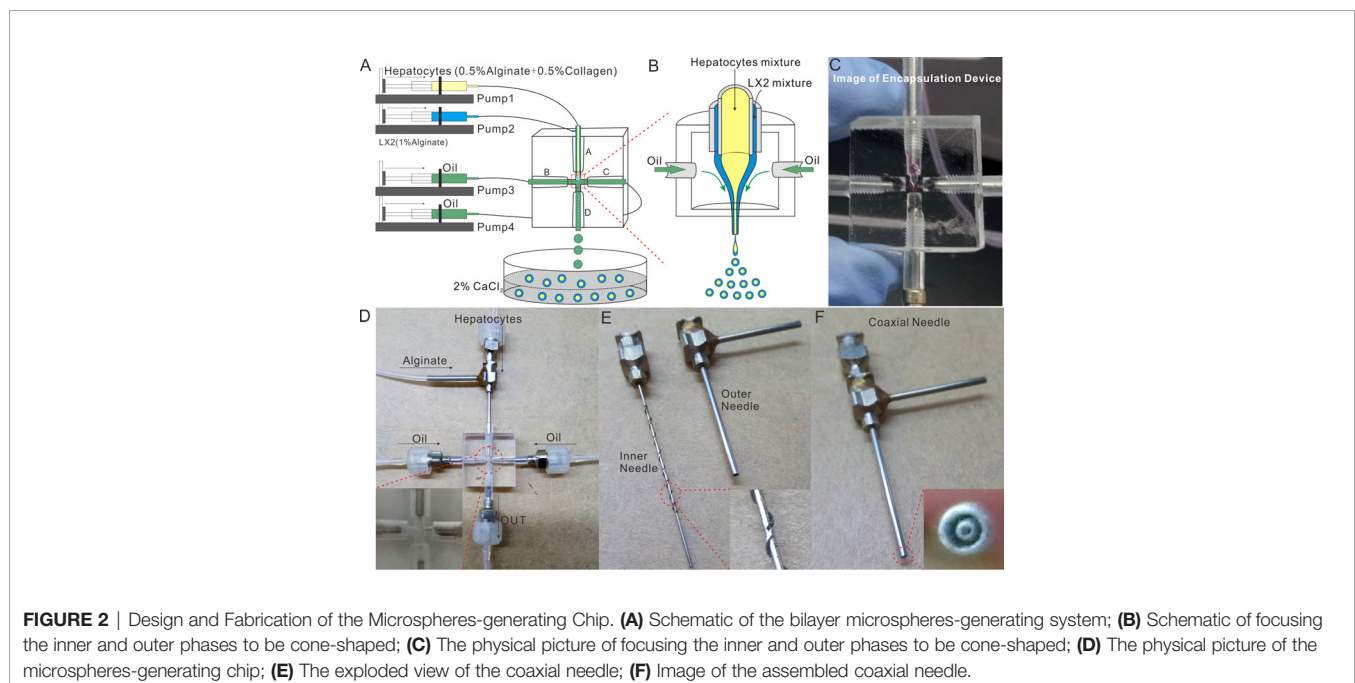 A
Hepatocytes (0.5%Alginate+0.5%Collagen)
Pump1
Pump2
LX2(1%Alginate)
Oil
Pump3
Oil
Pump4
A
B
C
D
2% CaCl2
B
Hepatocytes mixture
LX2 mixture
Oil
Oil
C
Image of Encapsulation Device
D
Hepatocytes
Alginate
Oil
Oil
OUT
E
Outer
Needle
Inner
Needle
F
Coaxial Needle
FIGURE 2 | Design and Fabrication of the Microspheres-generating Chip. (A) Schematic of the bilayer microspheres-generating system; (B) Schematic of focusing
the inner and outer phases to be cone-shaped; (C) The physical picture of focusing the inner and outer phases to be cone-shaped; (D) The physical picture of the
microspheres-generating chip; (E) The exploded view of the coaxial needle; (F) Image of the assembled coaxial needle.